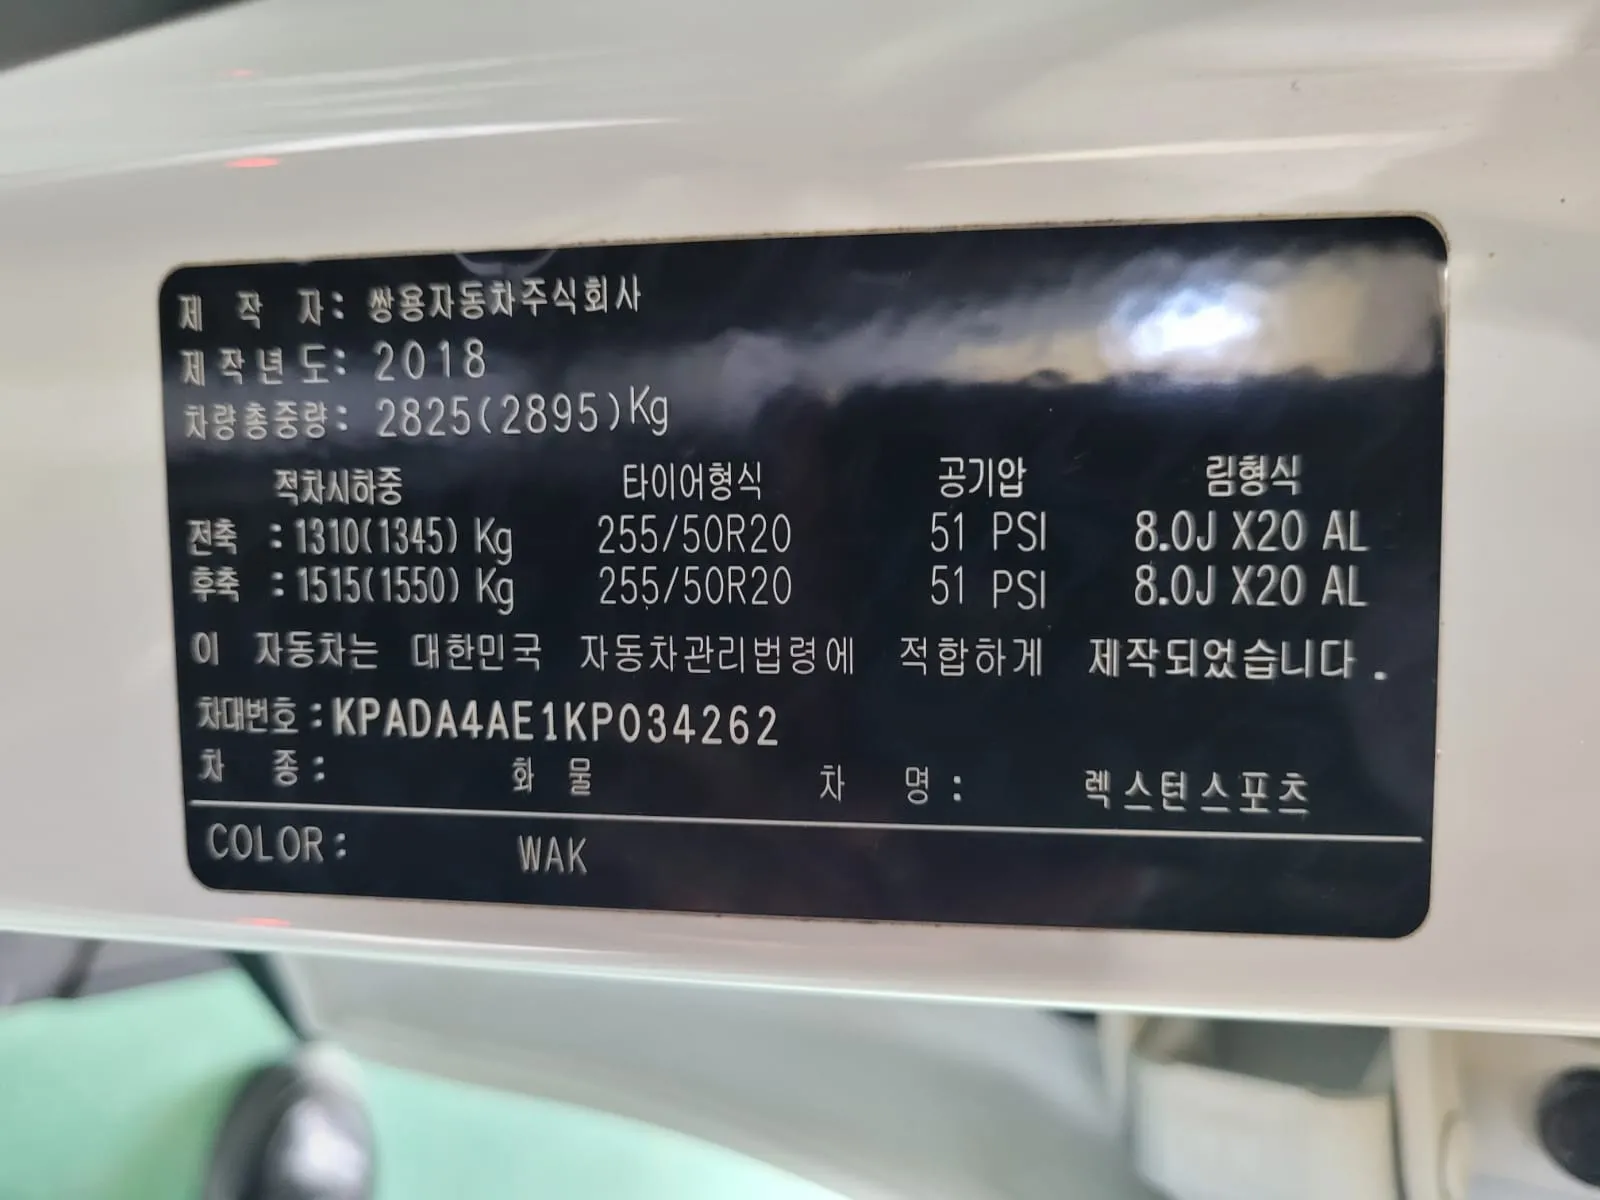 제 작 자: 쌍용자동차주식회사
제작년도: 2018
차량총중량: 2825(2895)Kg
적차시하중 타이어형식 공기압 림형식
전축 : 1310(1345) Kg 255/50R20 51 PSI 8.0J X20 AL
후축 : 1515(1550) Kg 255/50R20 51 PSI 8.0J X20 AL
이 자동차는 대한민국 자동차관리법령에 적합하게 제작되었습니다.
차대번호: KPADA4AE1KP034262
차 종: 화 물 차 명: 렉스턴스포츠
COLOR: WAK